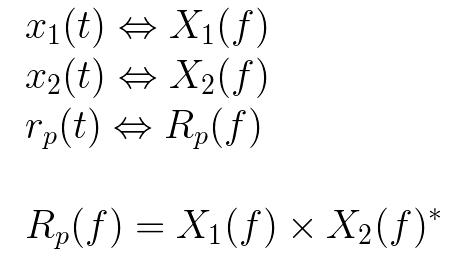 x₁(t) ⇔ X₁(f)
x₂(t) ⇔ X₂(f)
rₚ(t) ⇔ Rₚ(f)
Rₚ(f) = X₁(f) × X₂(f)*